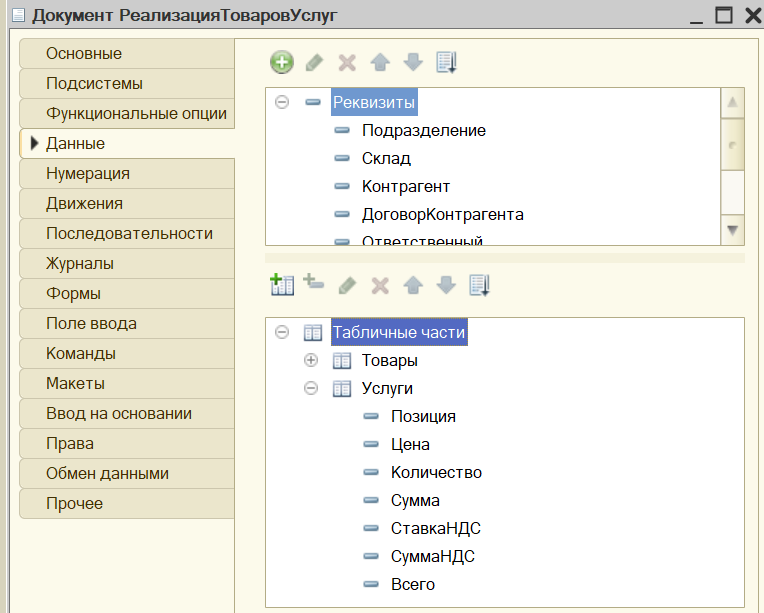 Документ РеализацияТоваровУслуг
Основные
Подсистемы
Функциональные опции
Данные
Нумерация
Движения
Последовательности
Журналы
Формы
Поле ввода
Команды
Макеты
Ввод на основании
Права
Обмен данными
Прочее
Реквизиты
Подразделение
Склад
Контрагент
ДоговорКонтрагента
Ответственный
Табличные части
Товары
Услуги
Позиция
Цена
Количество
Сумма
СтавкаНДС
СуммаНДС
Всего